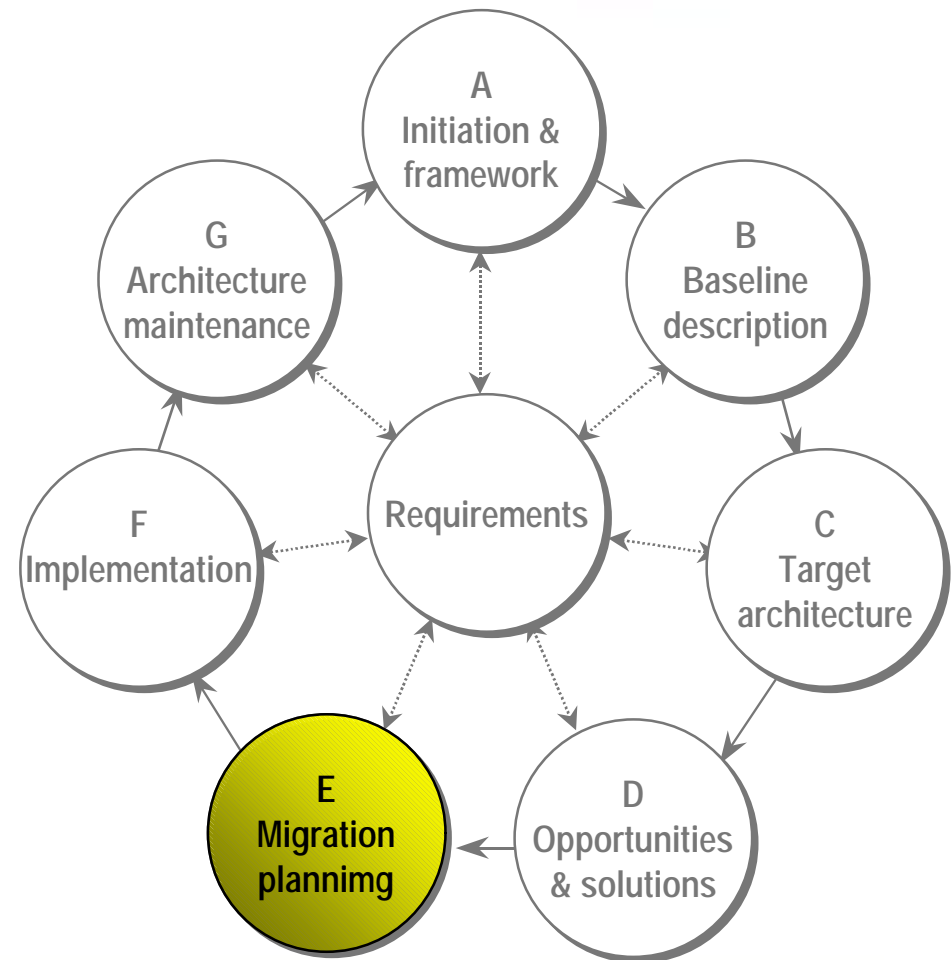 A
Initiation &
framework
B
Baseline
description
C
Target
architecture
D
Opportunities
& solutions
E
Migration
plannimg
F
Implementation
G
Architecture
maintenance
Requirements